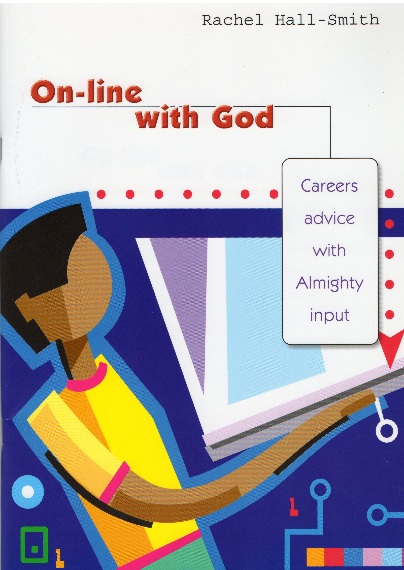 Rachel Hall-Smith
On-line
with God
Careers
advice
with
Almighty
input